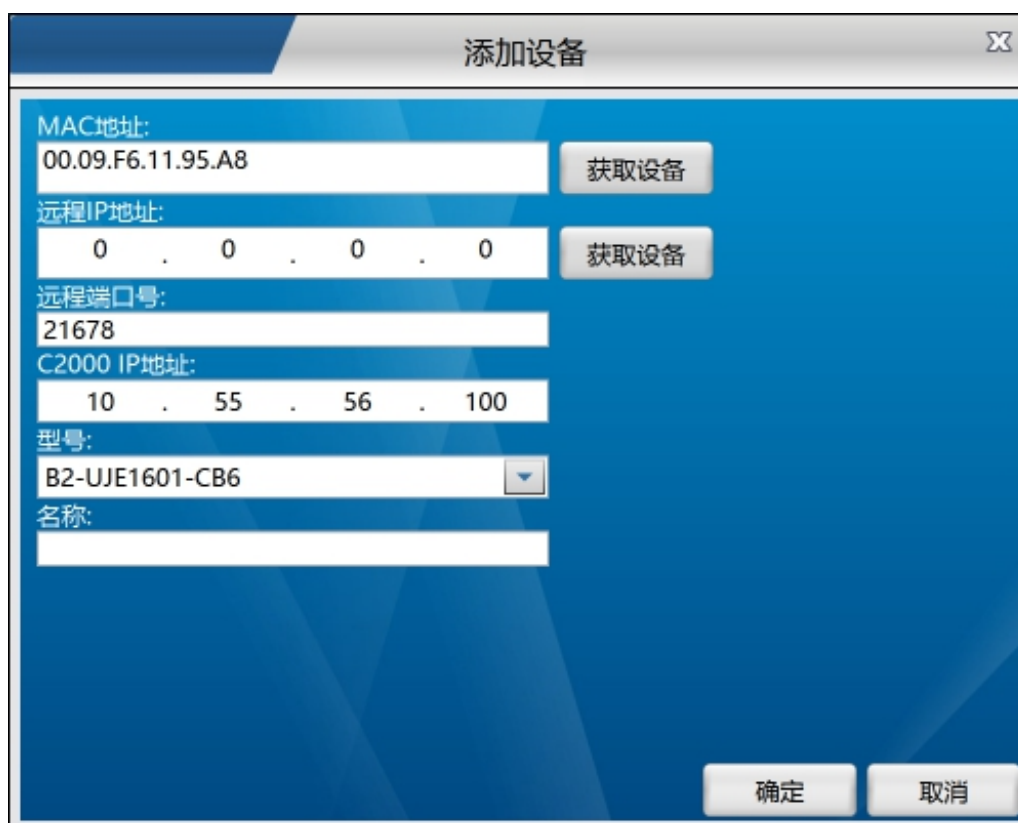 添加设备
MAC地址:
00.09.F6.11.95.A8
获取设备
远程IP地址:
0 . 0 . 0 . 0
获取设备
远程端口号:
21678
C2000 IP地址:
10 . 55 . 56 . 100
型号:
B2-UJE1601-CB6
名称:
确定 取消